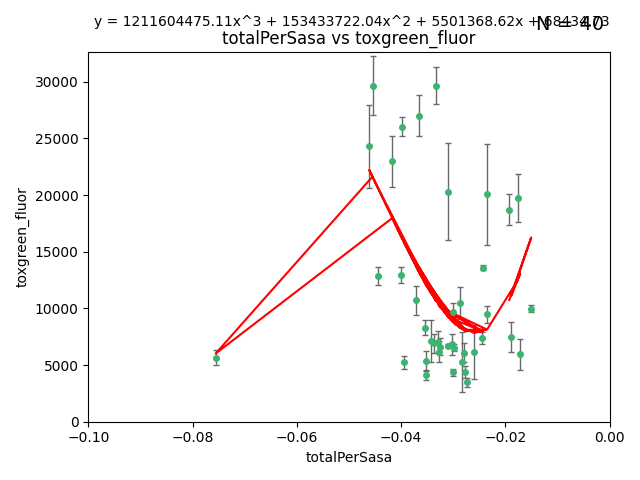 y = 1211604475.11x^3 + 153433722.04x^2 + 5501368.62x +
N = 40
totalPerSasa vs toxgreen_fluor
30000
25000
20000
15000
10000
5000
0
toxgreen_fluor
−0.10 −0.08 −0.06 −0.04 −0.02 0.00
totalPerSasa